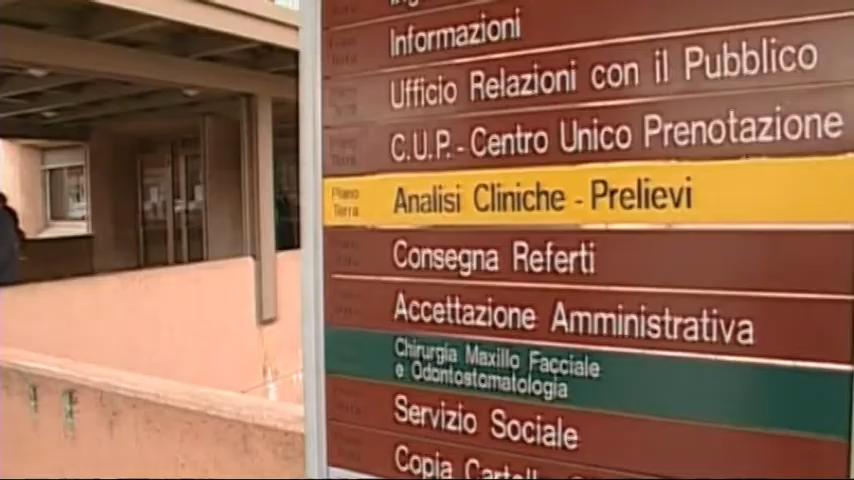 Informazioni
Ufficio Relazioni con il Pubblico
C.U.P. - Centro Unico Prenotazione
Piano
Terra
Analisi Cliniche - Prelievi
Consegna Referti
Accettazione Amministrativa
Chirurgia Maxillo Facciale
e Odontostomatologia
Servizio Sociale
Copia